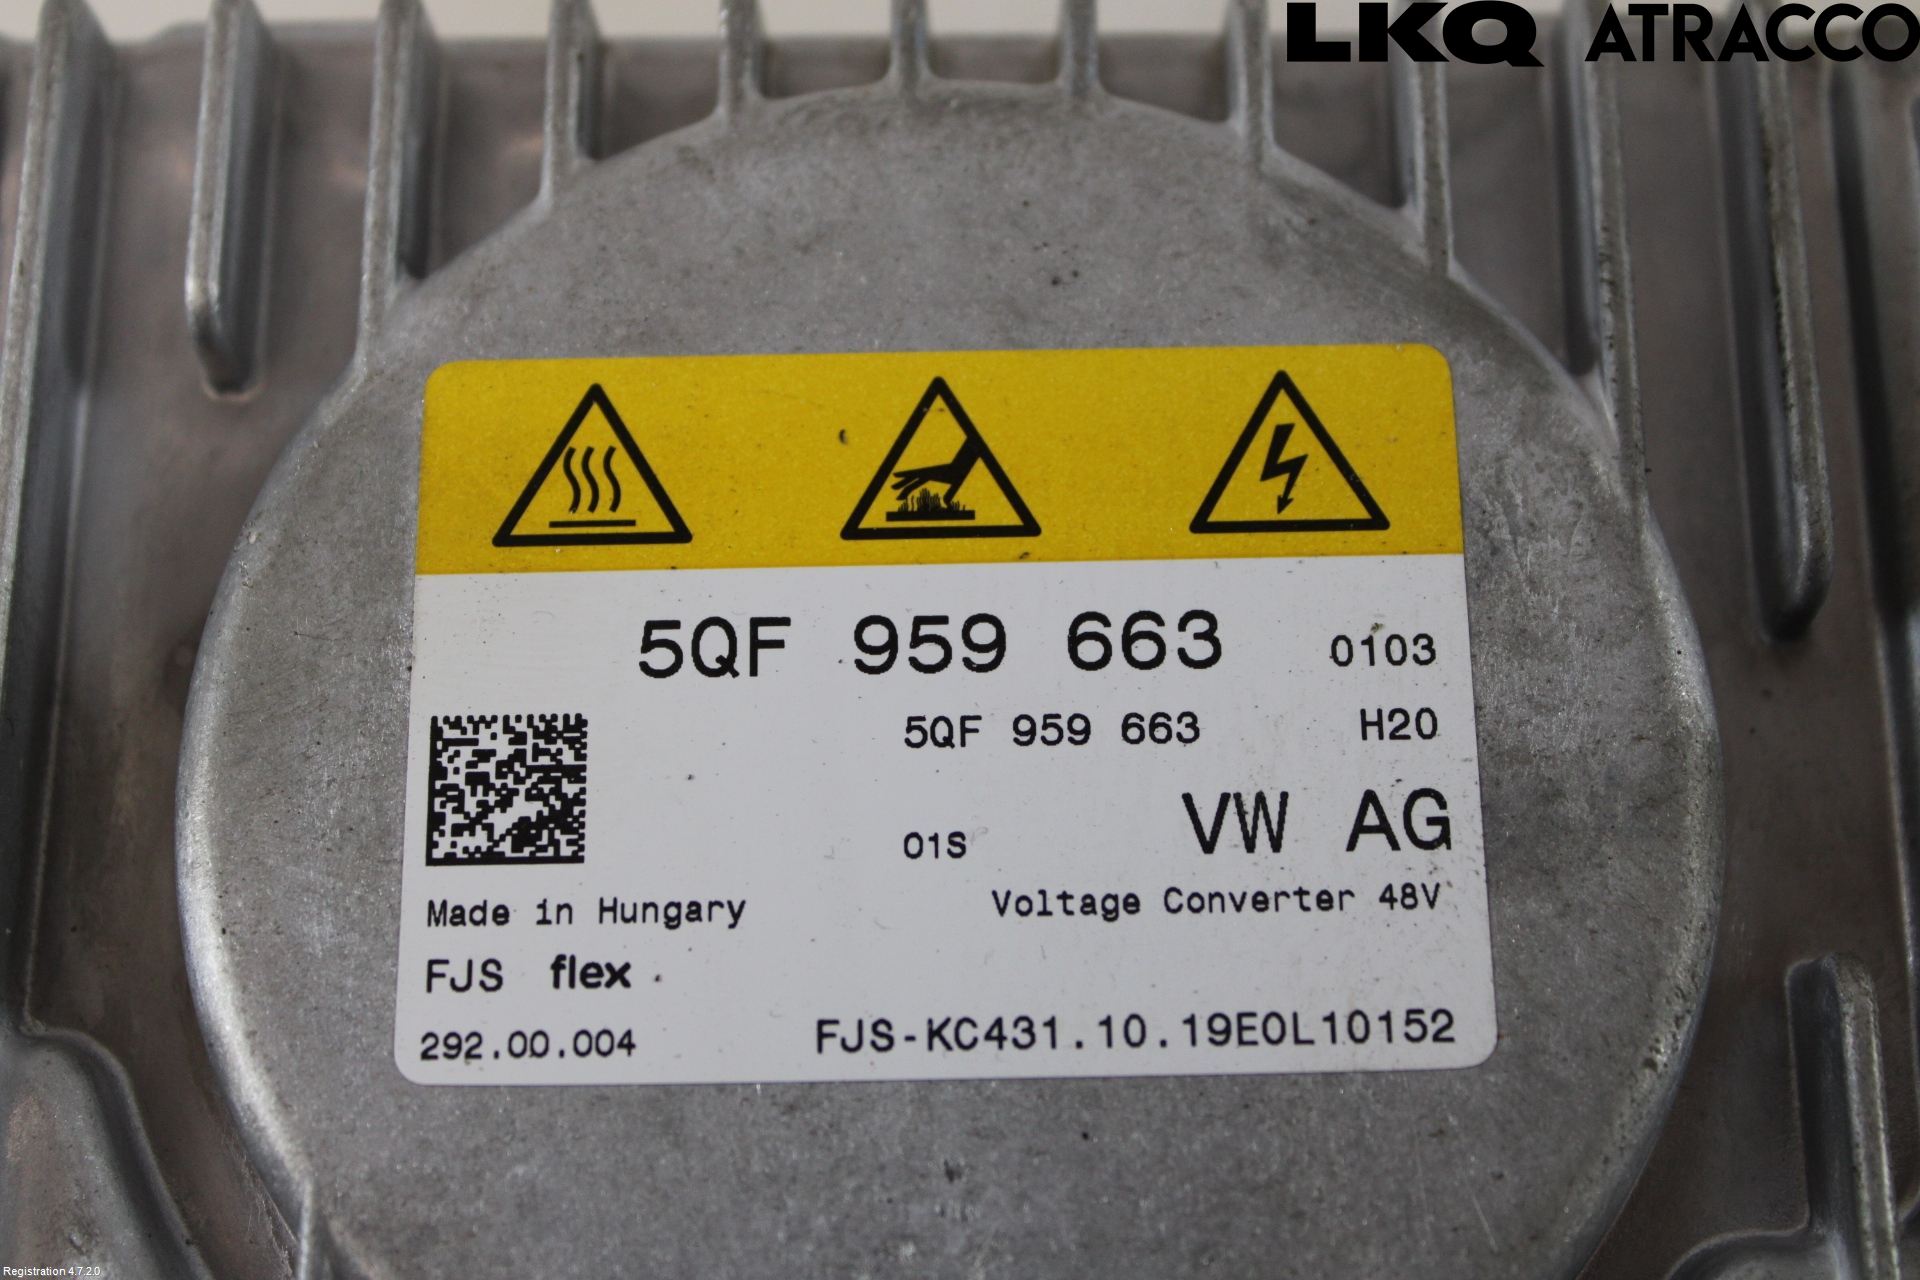 LKQ ATRACCO
5QF 959 663 0103
5QF 959 663 H20
01S VW AG
Made in Hungary Voltage Converter 48V
FJS flex
292.00.004 FJS-KC431.10.19E0L10152
Registration 4.7.2.0